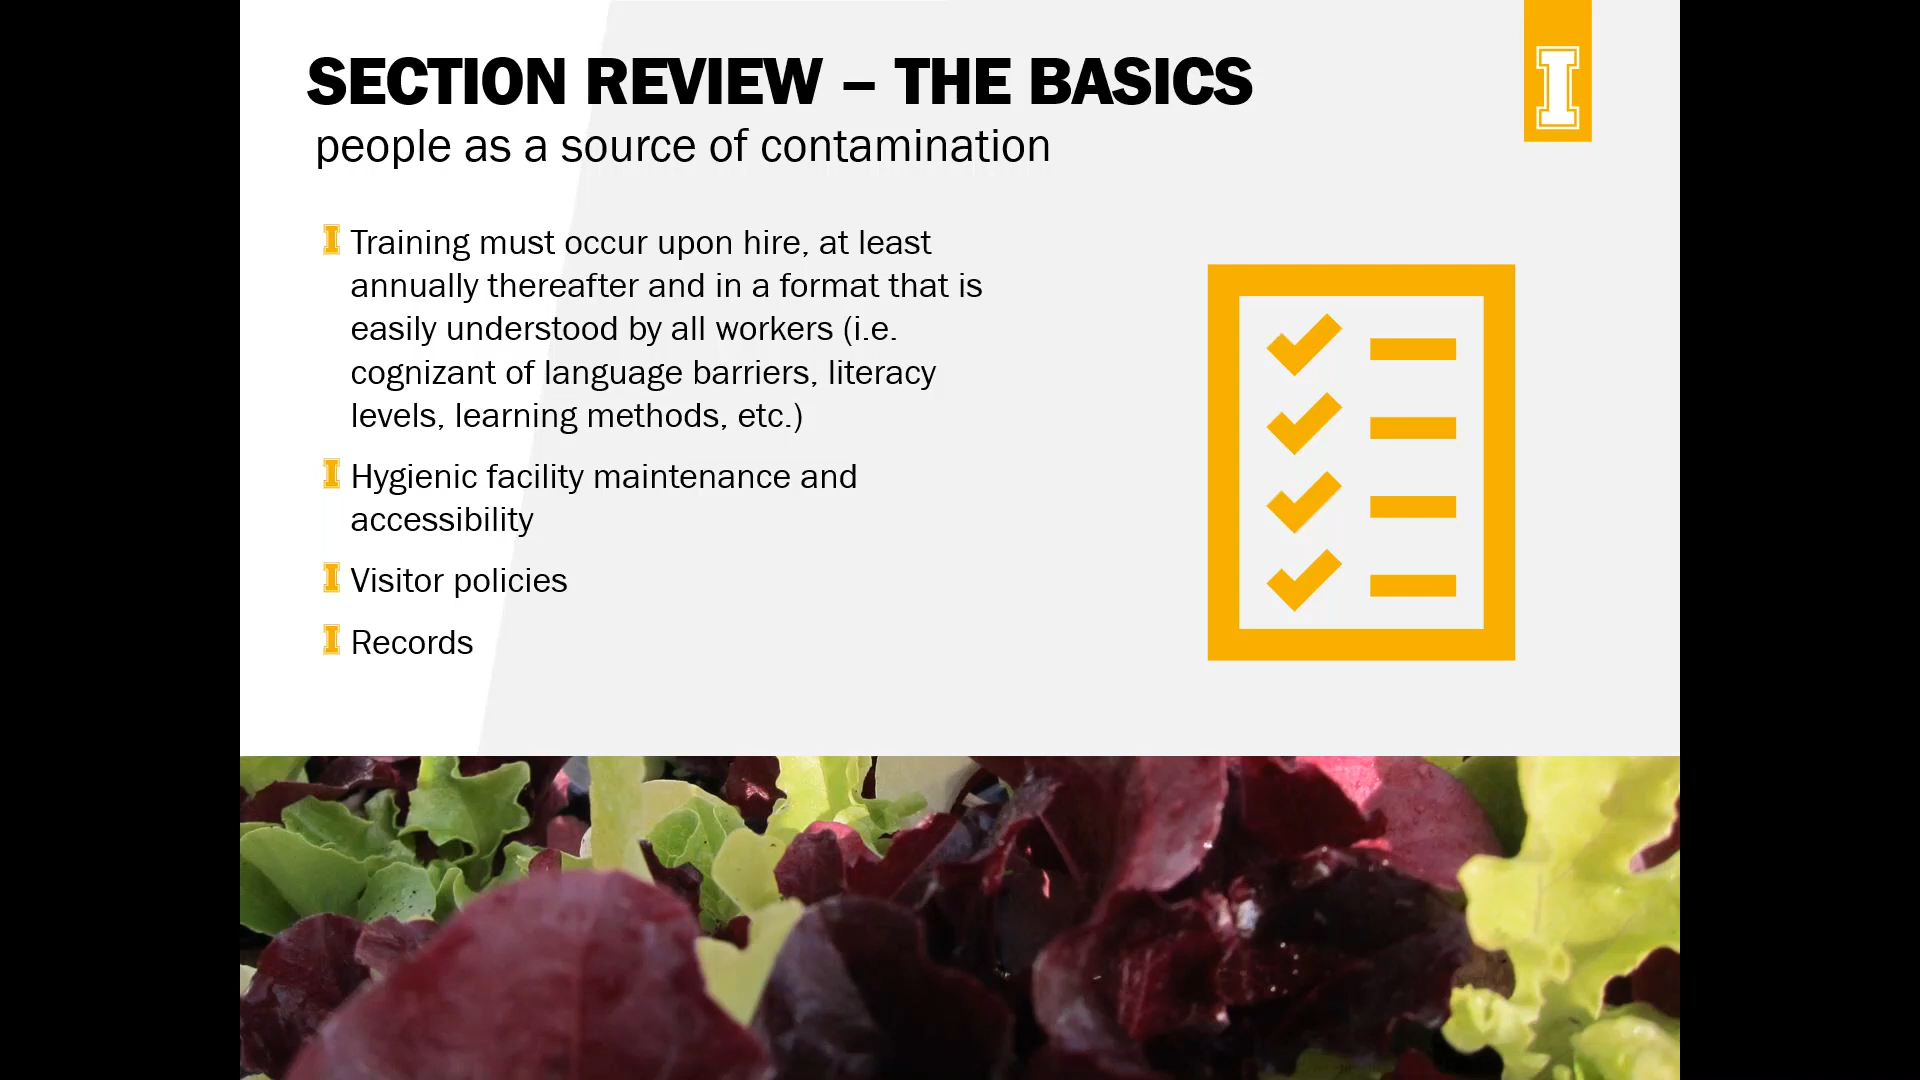 SECTION REVIEW – THE BASICS
people as a source of contamination
I
Training must occur upon hire, at least
annually thereafter and in a format that is
easily understood by all workers (i.e.
cognizant of language barriers, literacy
levels, learning methods, etc.)
Hygienic facility maintenance and
accessibility
Visitor policies
Records